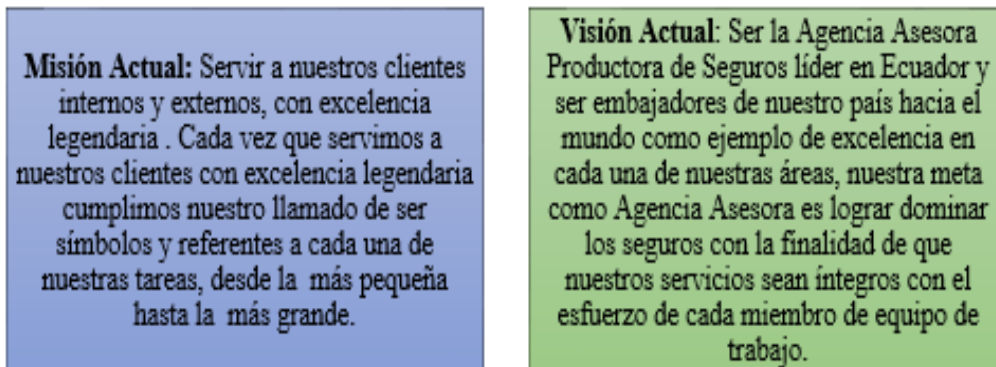 Misión Actual: Servir a nuestros clientes
internos y externos, con excelencia
legendaria . Cada vez que servimos a
nuestros clientes con excelencia legendaria
cumplimos nuestro llamado de ser
símbolos y referentes a cada una de
nuestras tareas, desde la  más pequeña
hasta la  más grande.
Visión Actual: Ser la Agencia Asesora
Productora de Seguros líder en Ecuador y
ser embajadores de nuestro país hacia el
mundo como ejemplo de excelencia en
cada una de nuestras áreas, nuestra meta
como Agencia Asesora es lograr dominar
los seguros con la finalidad de que
nuestros servicios sean íntegros con el
esfuerzo de cada miembro de equipo de
trabajo.